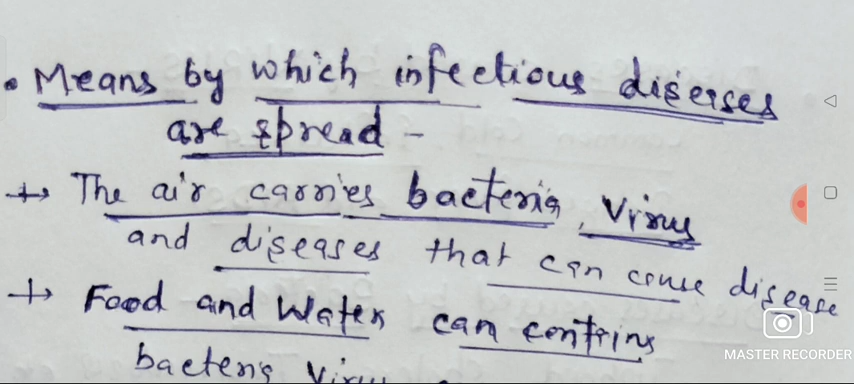 • Means by which infectious diseases
are spread -
→ The air carries bacteria, virus
and diseases that can cause disease
→ Food and Water can contains
bacteria virus
MASTER RECORDER